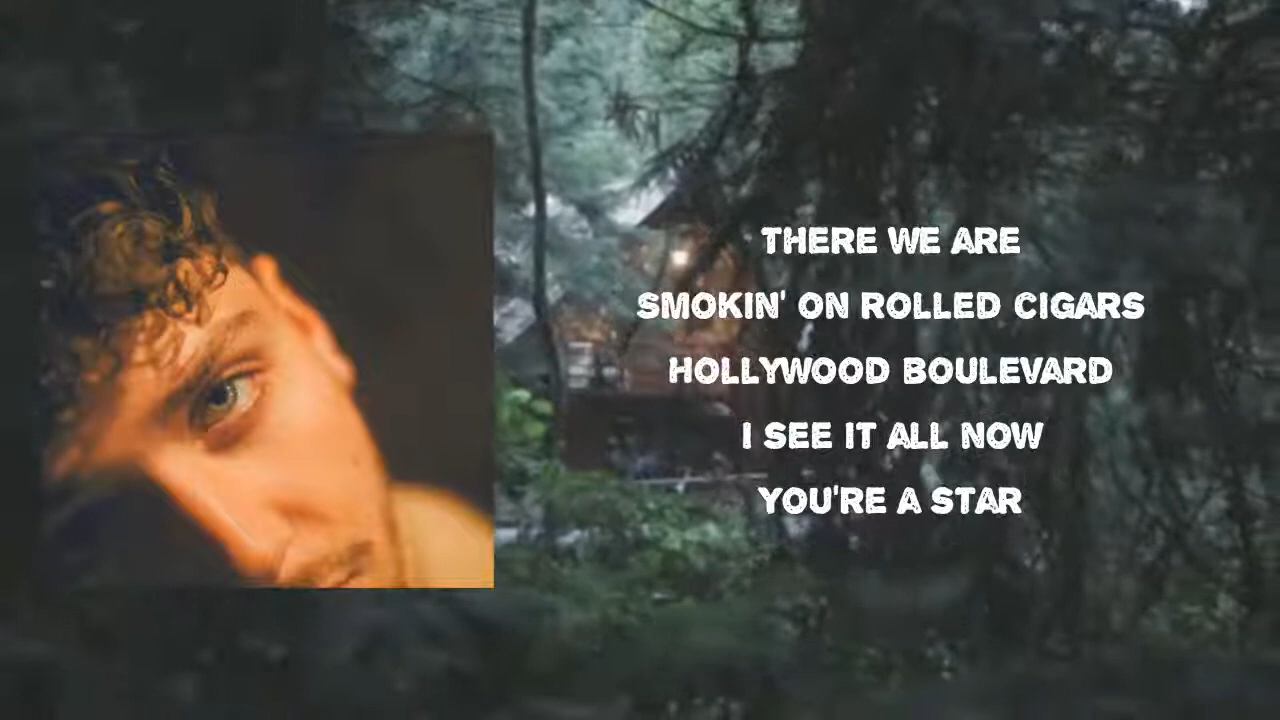 THERE WE ARE
SMOKIN' ON ROLLED CIGARS
HOLLYWOOD BOULEVARD
I SEE IT ALL NOW
YOU'RE A STAR